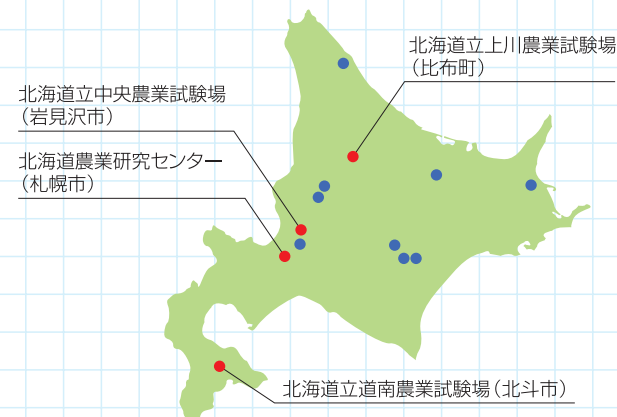 北海道立上川農業試験場
（比布町）
北海道立中央農業試験場
（岩見沢市）
北海道農業研究センター
（札幌市）
北海道立道南農業試験場（北斗市）